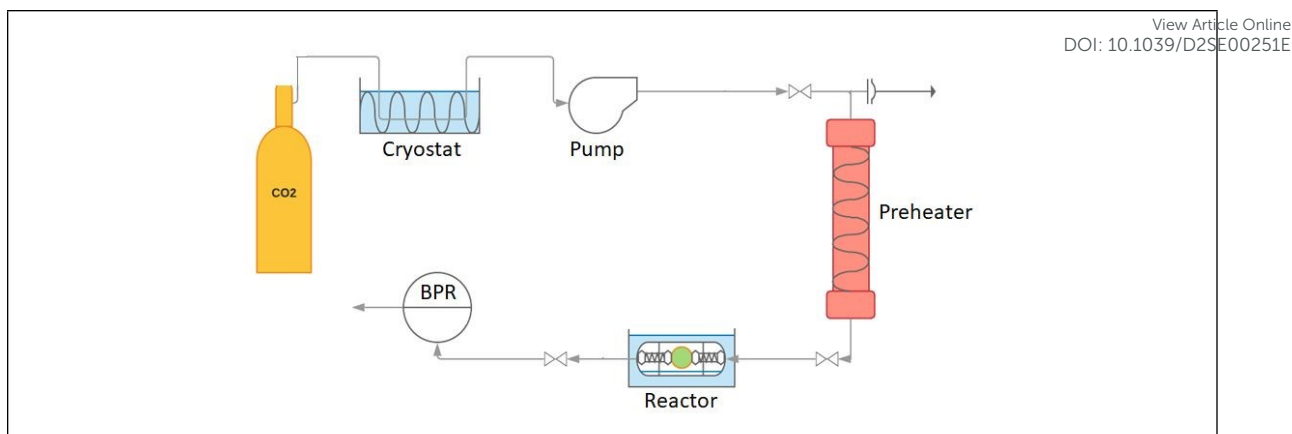 View Article Online
DOI: 10.1039/D2SE00251E
Cryostat
Pump
CO2
Preheater
BPR
Reactor